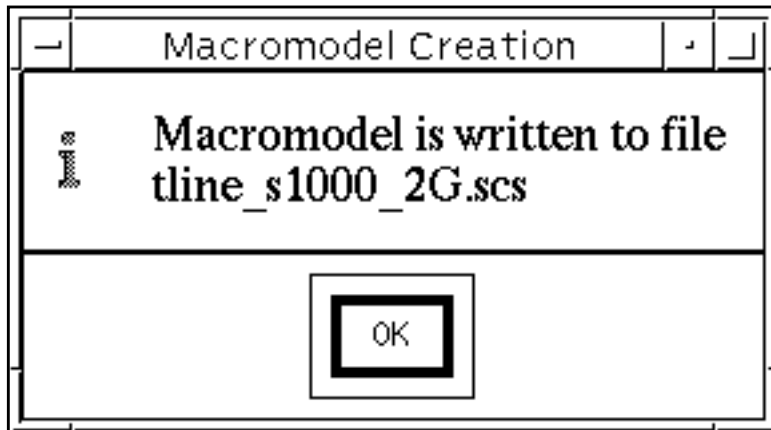 Macromodel Creation
Macromodel is written to file
tline_s1000_2G.scs
OK